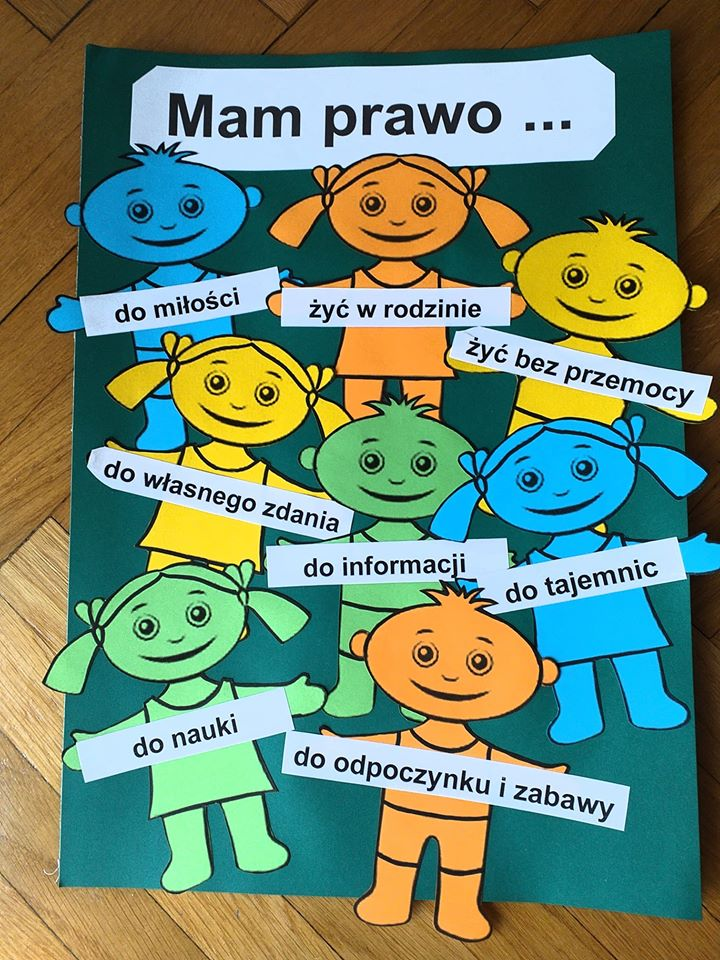 Mam prawo ...
do miłości
żyć w rodzinie
żyć bez przemocy
do własnego zdania
do informacji
do tajemnic
do nauki
do odpoczynku i zabawy